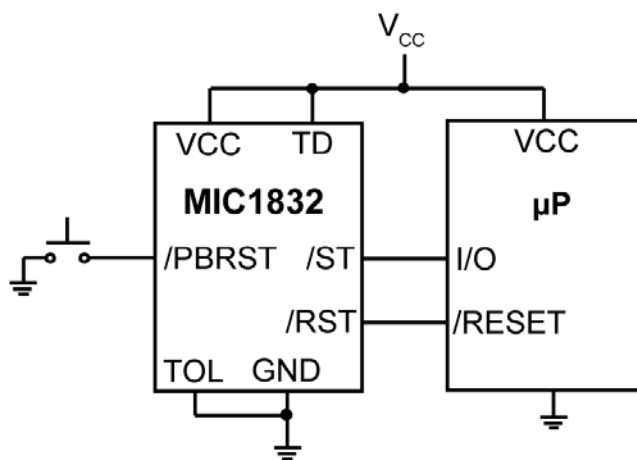 VCC
VCC TD
VCC
MIC1832
µP
/PBRST /ST
I/O
/RST
/RESET
TOL GND